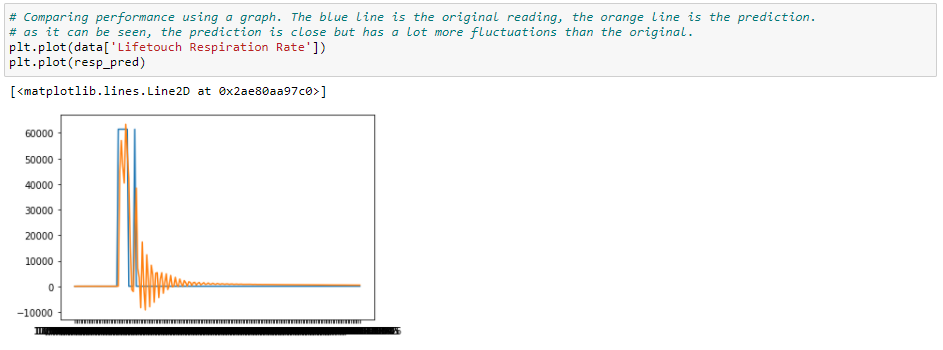 # Comparing performance using a graph. The blue line is the original reading, the orange line is the prediction.
# as it can be seen, the prediction is close but has a lot more fluctuations than the original.
plt.plot(data['Lifetouch Respiration Rate'])
plt.plot(resp_pred)
[<matplotlib.lines.Line2D at 0x2ae80aa97c0>]
60000
50000
40000
30000
20000
10000
0
−10000